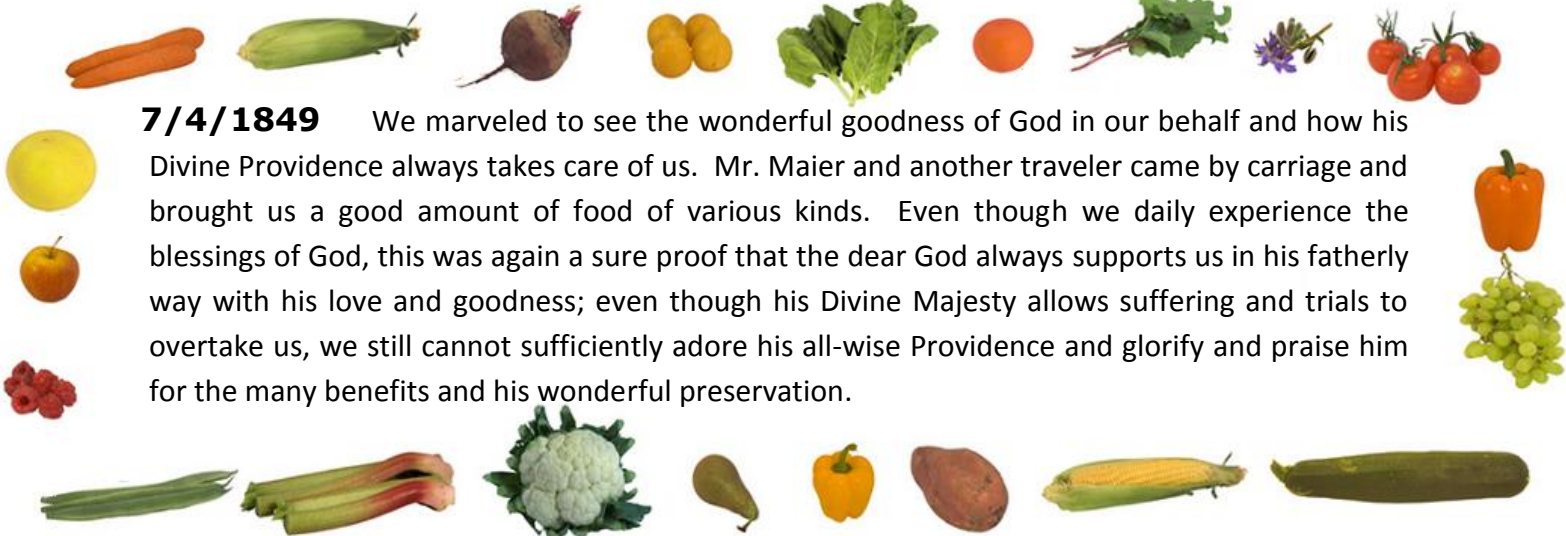 7/4/1849 We marveled to see the wonderful goodness of God in our behalf and how his
Divine Providence always takes care of us. Mr. Maier and another traveler came by carriage and
brought us a good amount of food of various kinds. Even though we daily experience the
blessings of God, this was again a sure proof that the dear God always supports us in his fatherly
way with his love and goodness; even though his Divine Majesty allows suffering and trials to
overtake us, we still cannot sufficiently adore his all-wise Providence and glorify and praise him
for the many benefits and his wonderful preservation.